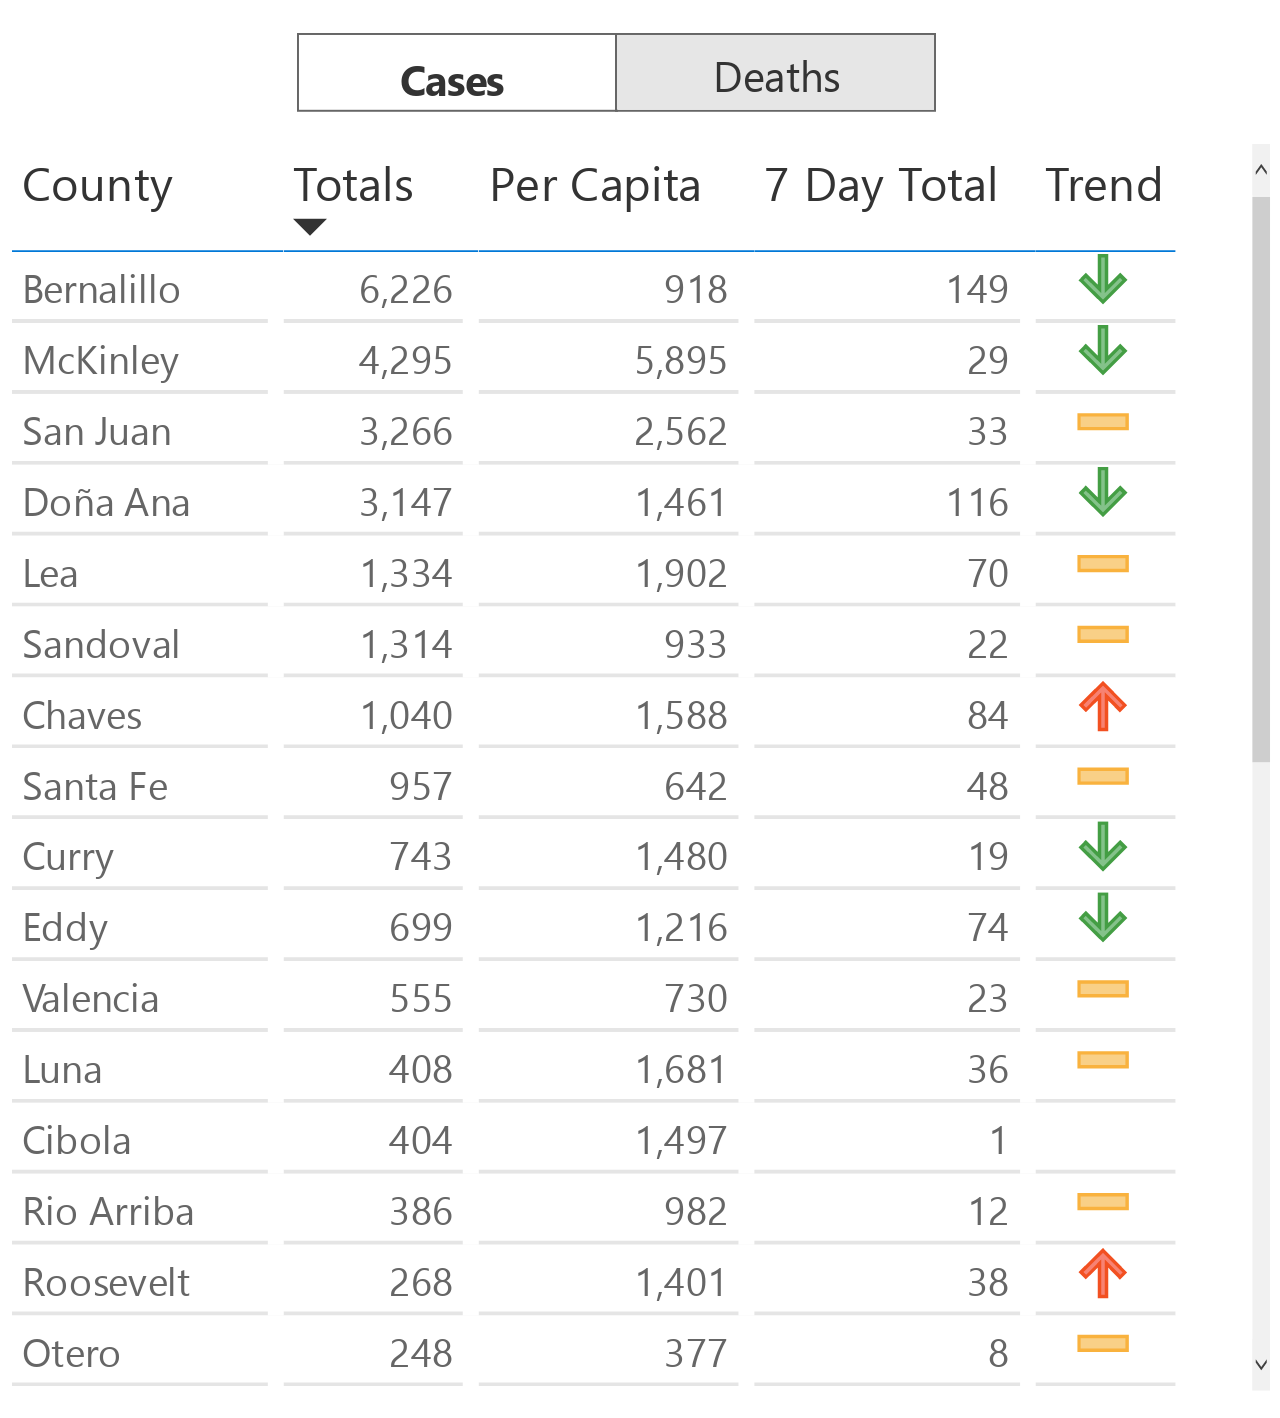 Cases Deaths
County Totals Per Capita 7 Day Total Trend
Bernalillo 6,226 918 149
McKinley 4,295 5,895 29
San Juan 3,266 2,562 33
Doña Ana 3,147 1,461 116
Lea 1,334 1,902 70
Sandoval 1,314 933 22
Chaves 1,040 1,588 84
Santa Fe 957 642 48
Curry 743 1,480 19
Eddy 699 1,216 74
Valencia 555 730 23
Luna 408 1,681 36
Cibola 404 1,497 1
Rio Arriba 386 982 12
Roosevelt 268 1,401 38
Otero 248 377 8